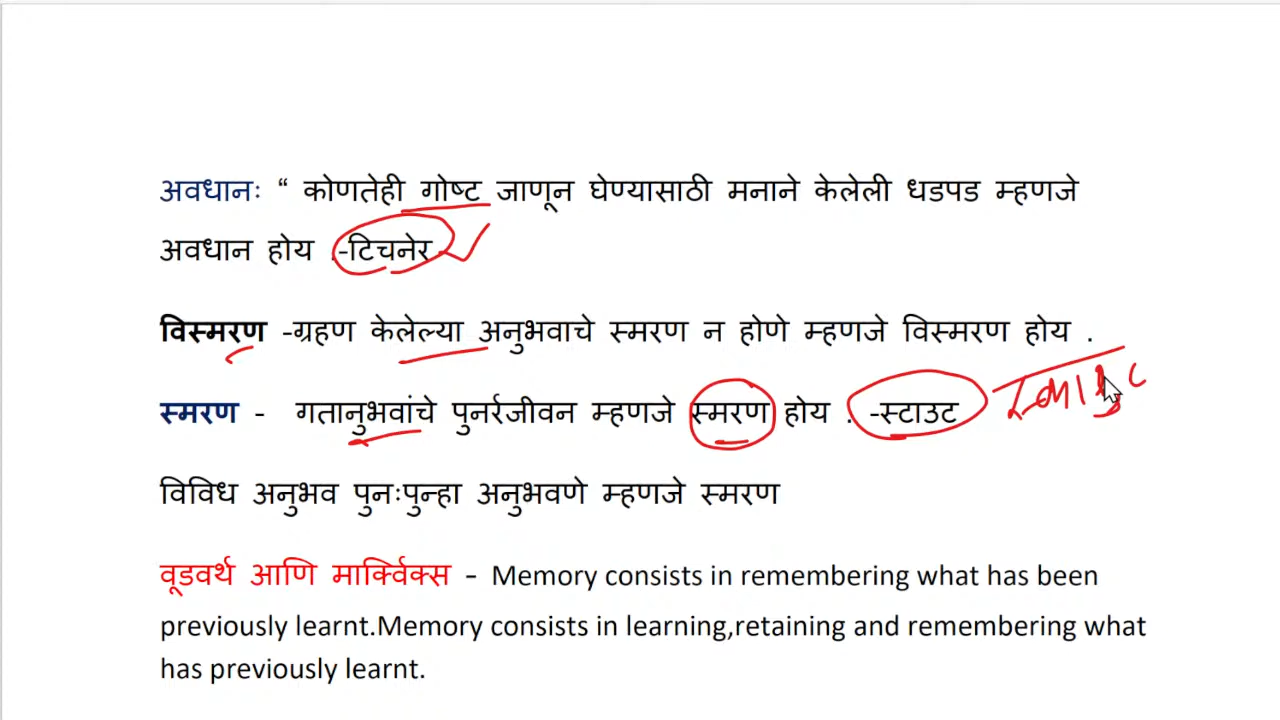 अवधानः “ कोणतेही गोष्ट जाणून घेण्यासाठी मनाने केलेली धडपड म्हणजे
अवधान होय .-टिचनेर
विस्मरण -ग्रहण केलेल्या अनुभवाचे स्मरण न होणे म्हणजे विस्मरण होय .
स्मरण - गतानुभवांचे पुनर्रजीवन म्हणजे स्मरण होय . -स्टाउट
विविध अनुभव पुनःपुन्हा अनुभवणे म्हणजे स्मरण
वूडवर्थ आणि मार्क्विक्स – Memory consists in remembering what has been
previously learnt.Memory consists in learning,retaining and remembering what
has previously learnt.